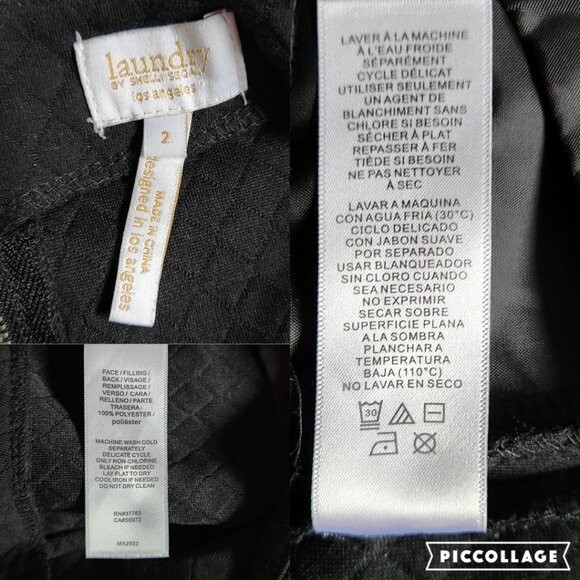 laundry
BY SHELLI SEGAL
los angeles
2
MADE IN CHINA
designed in los angeles
LAVER À LA MACHINE
À L'EAU FROIDE
SÉPARÉMENT
CYCLE DÉLICAT
UTILISER SEULEMENT
UN AGENT DE
BLANCHIMENT SANS
CHLORE SI BESOIN
SÉCHER À PLAT
REPASSER À FER
TIÈDE SI BESOIN
NE PAS NETTOYER
À SEC
LAVAR A MAQUINA
CON AGUA FRIA (30°C)
CICLO DELICADO
CON JABON SUAVE
POR SEPARADO
USAR BLANQUEADOR
SIN CLORO CUANDO
SEA NECESARIO
NO EXPRIMIR
SECAR SOBRE
SUPERFICIE PLANA
A LA SOMBRA
PLANCHAR A
TEMPERATURA
BAJA (110°C)
NO LAVAR EN SECO
30
FACE / FILLING /
BACK / VISAGE /
REMPLISSAGE /
VERSO / CARA /
RELLENO / PARTE
TRASERA:
100% POLYESTER /
poliéster
MACHINE WASH COLD
SEPARATELY
DELICATE CYCLE
ONLY NON-CHLORINE
BLEACH IF NEEDED
LAY FLAT TO DRY
COOL IRON IF NEEDED
DO NOT DRY CLEAN
PICCOLLAGE